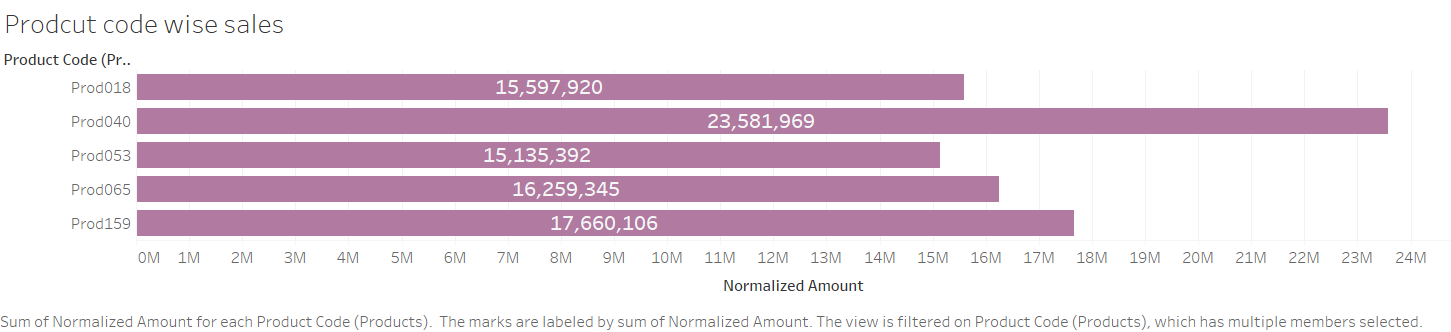 Prodcut code wise sales
Product Code (Pr..
Prod018 15,597,920
Prod040 23,581,969
Prod053 15,135,392
Prod065 16,259,345
Prod159 17,660,106
0M 1M 2M 3M 4M 5M 6M 7M 8M 9M 10M 11M 12M 13M 14M 15M 16M 17M 18M 19M 20M 21M 22M 23M 24M
Normalized Amount
Sum of Normalized Amount for each Product Code (Products).  The marks are labeled by sum of Normalized Amount. The view is filtered on Product Code (Products), which has multiple members selected.